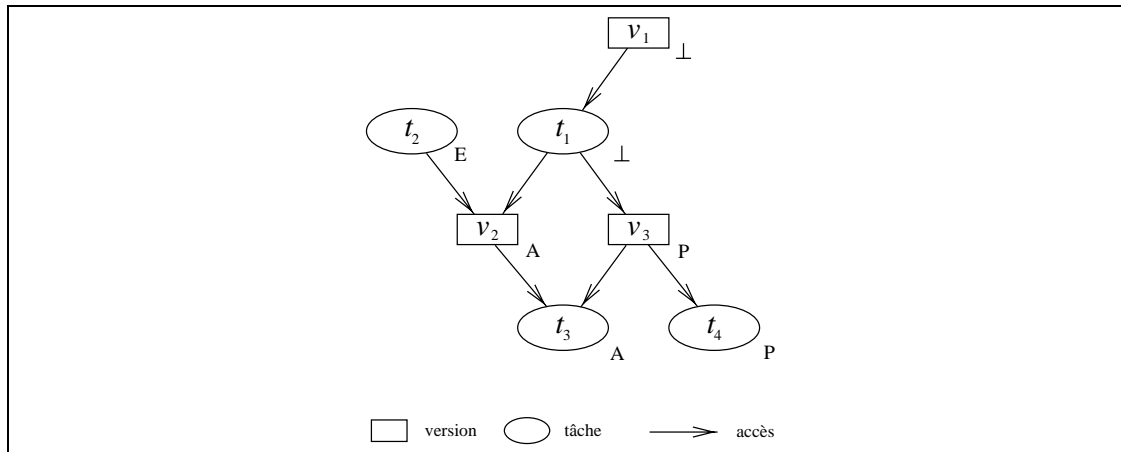 v₁
⊥
t₂
E
t₁
⊥
v₂
A
v₃
P
t₃
A
t₄
P
version tâche accès